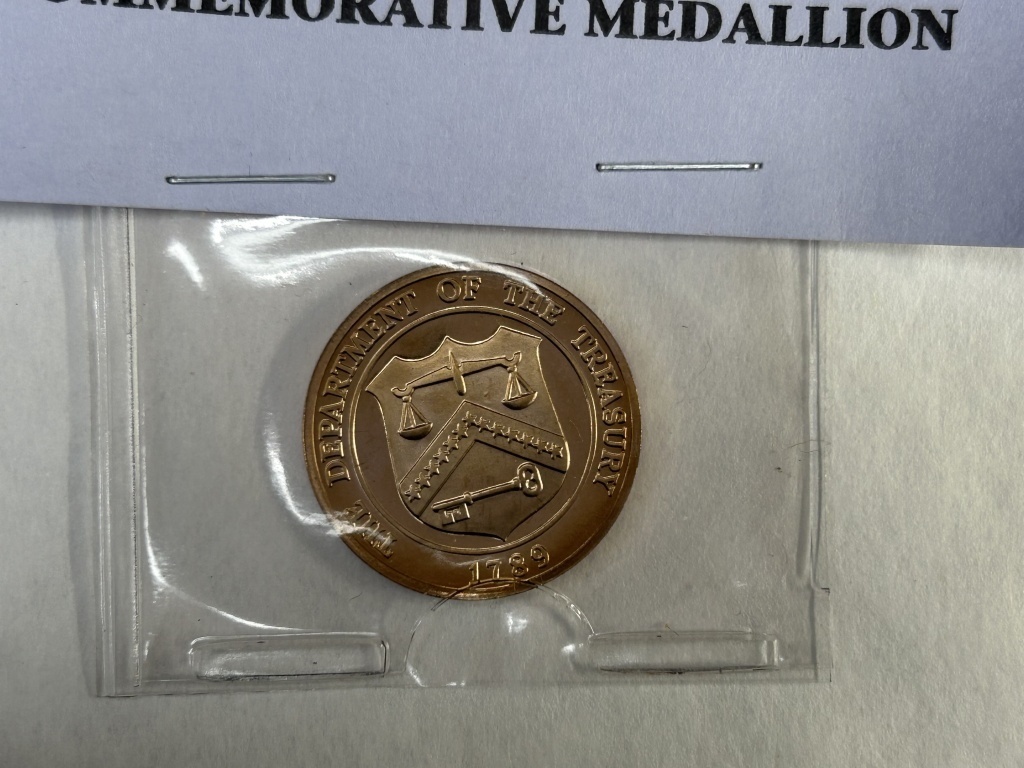 OMMEMORATIVE MEDALLION
THE DEPARTMENT OF THE TREASURY
1789